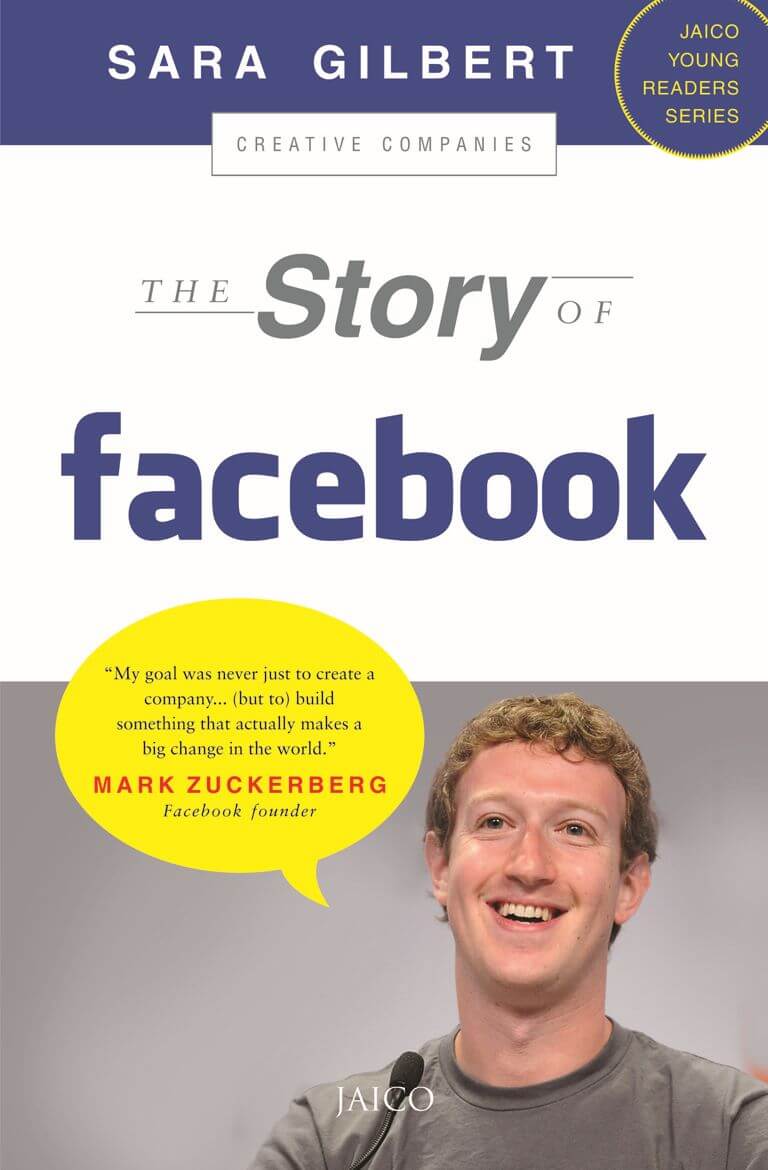 SARA GILBERT
JAICO
YOUNG
READERS
SERIES
CREATIVE COMPANIES
THE Story OF
facebook
“My goal was never just to create a
company... (but to) build
something that actually makes a
big change in the world.”
MARK ZUCKERBERG
Facebook founder
JAICO